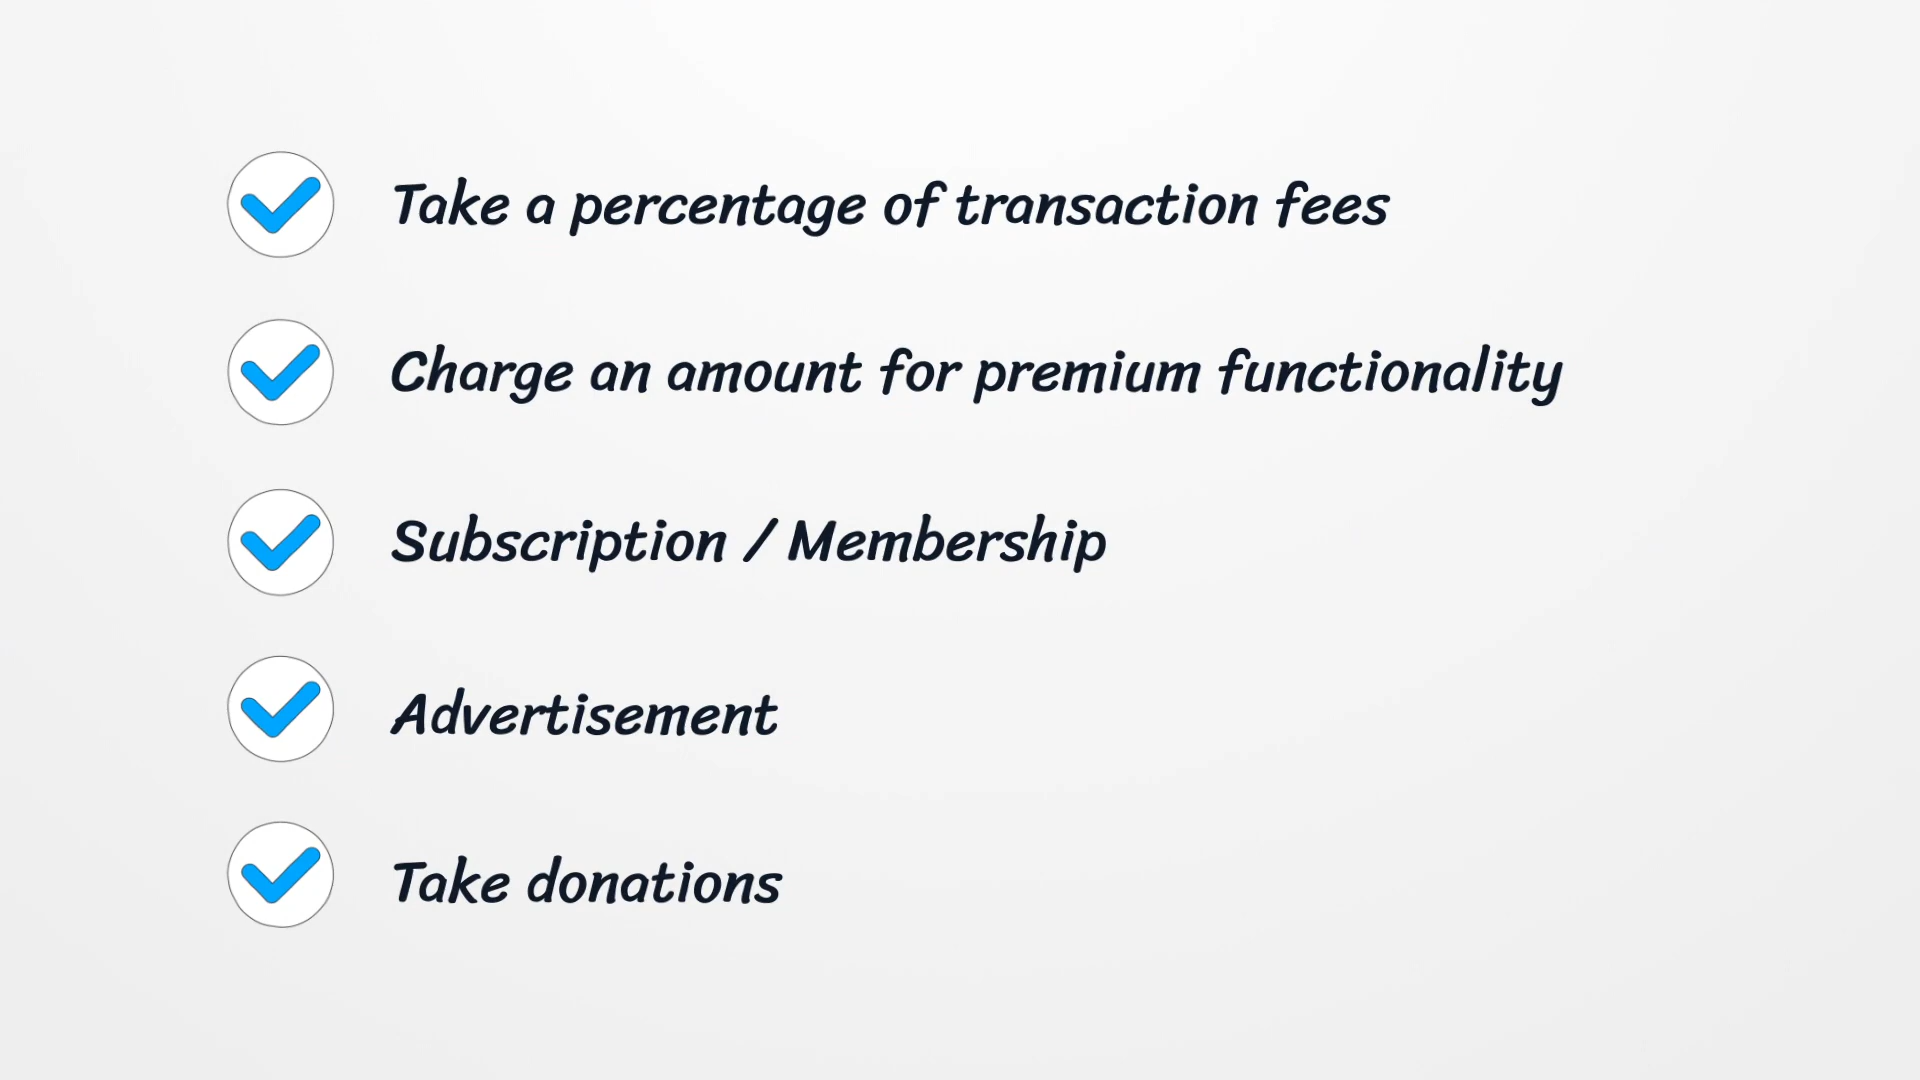 Take a percentage of transaction fees
Charge an amount for premium functionality
Subscription / Membership
Advertisement
Take donations